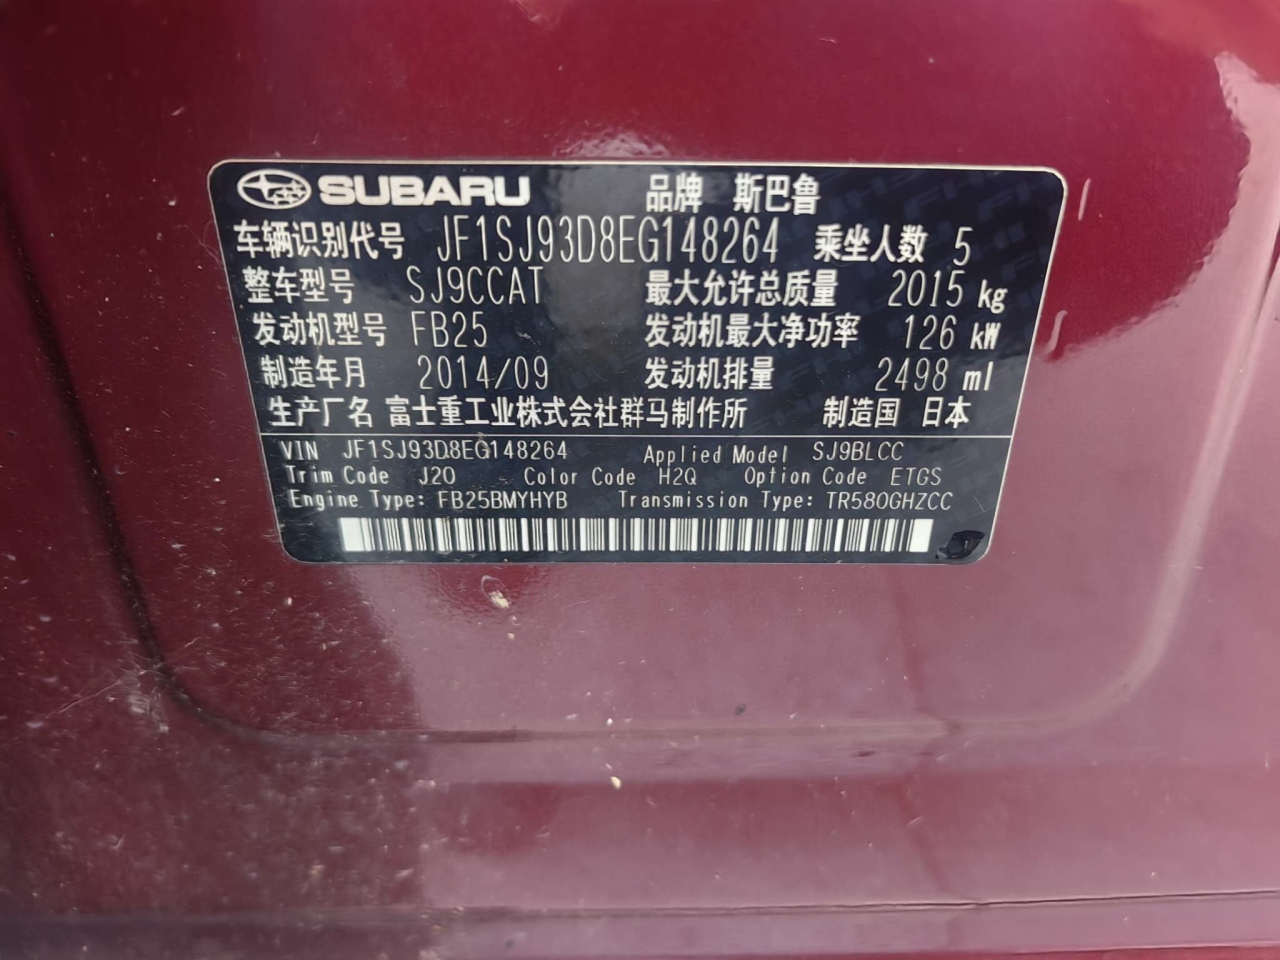 SUBARU 品牌 斯巴鲁
车辆识别代号 JF1SJ93D8EG148264 乘坐人数 5
整车型号 SJ9CCAT 最大允许总质量 2015 kg
发动机型号 FB25 发动机最大净功率 126 kW
制造年月 2014/09 发动机排量 2498 ml
生产厂名 富士重工业株式会社群马制作所 制造国 日本
VIN JF1SJ93D8EG148264 Applied Model SJ9BLCC
Trim Code J20 Color Code H2Q Option Code ETGS
Engine Type: FB25BMYHYB Transmission Type: TR580GHZCC